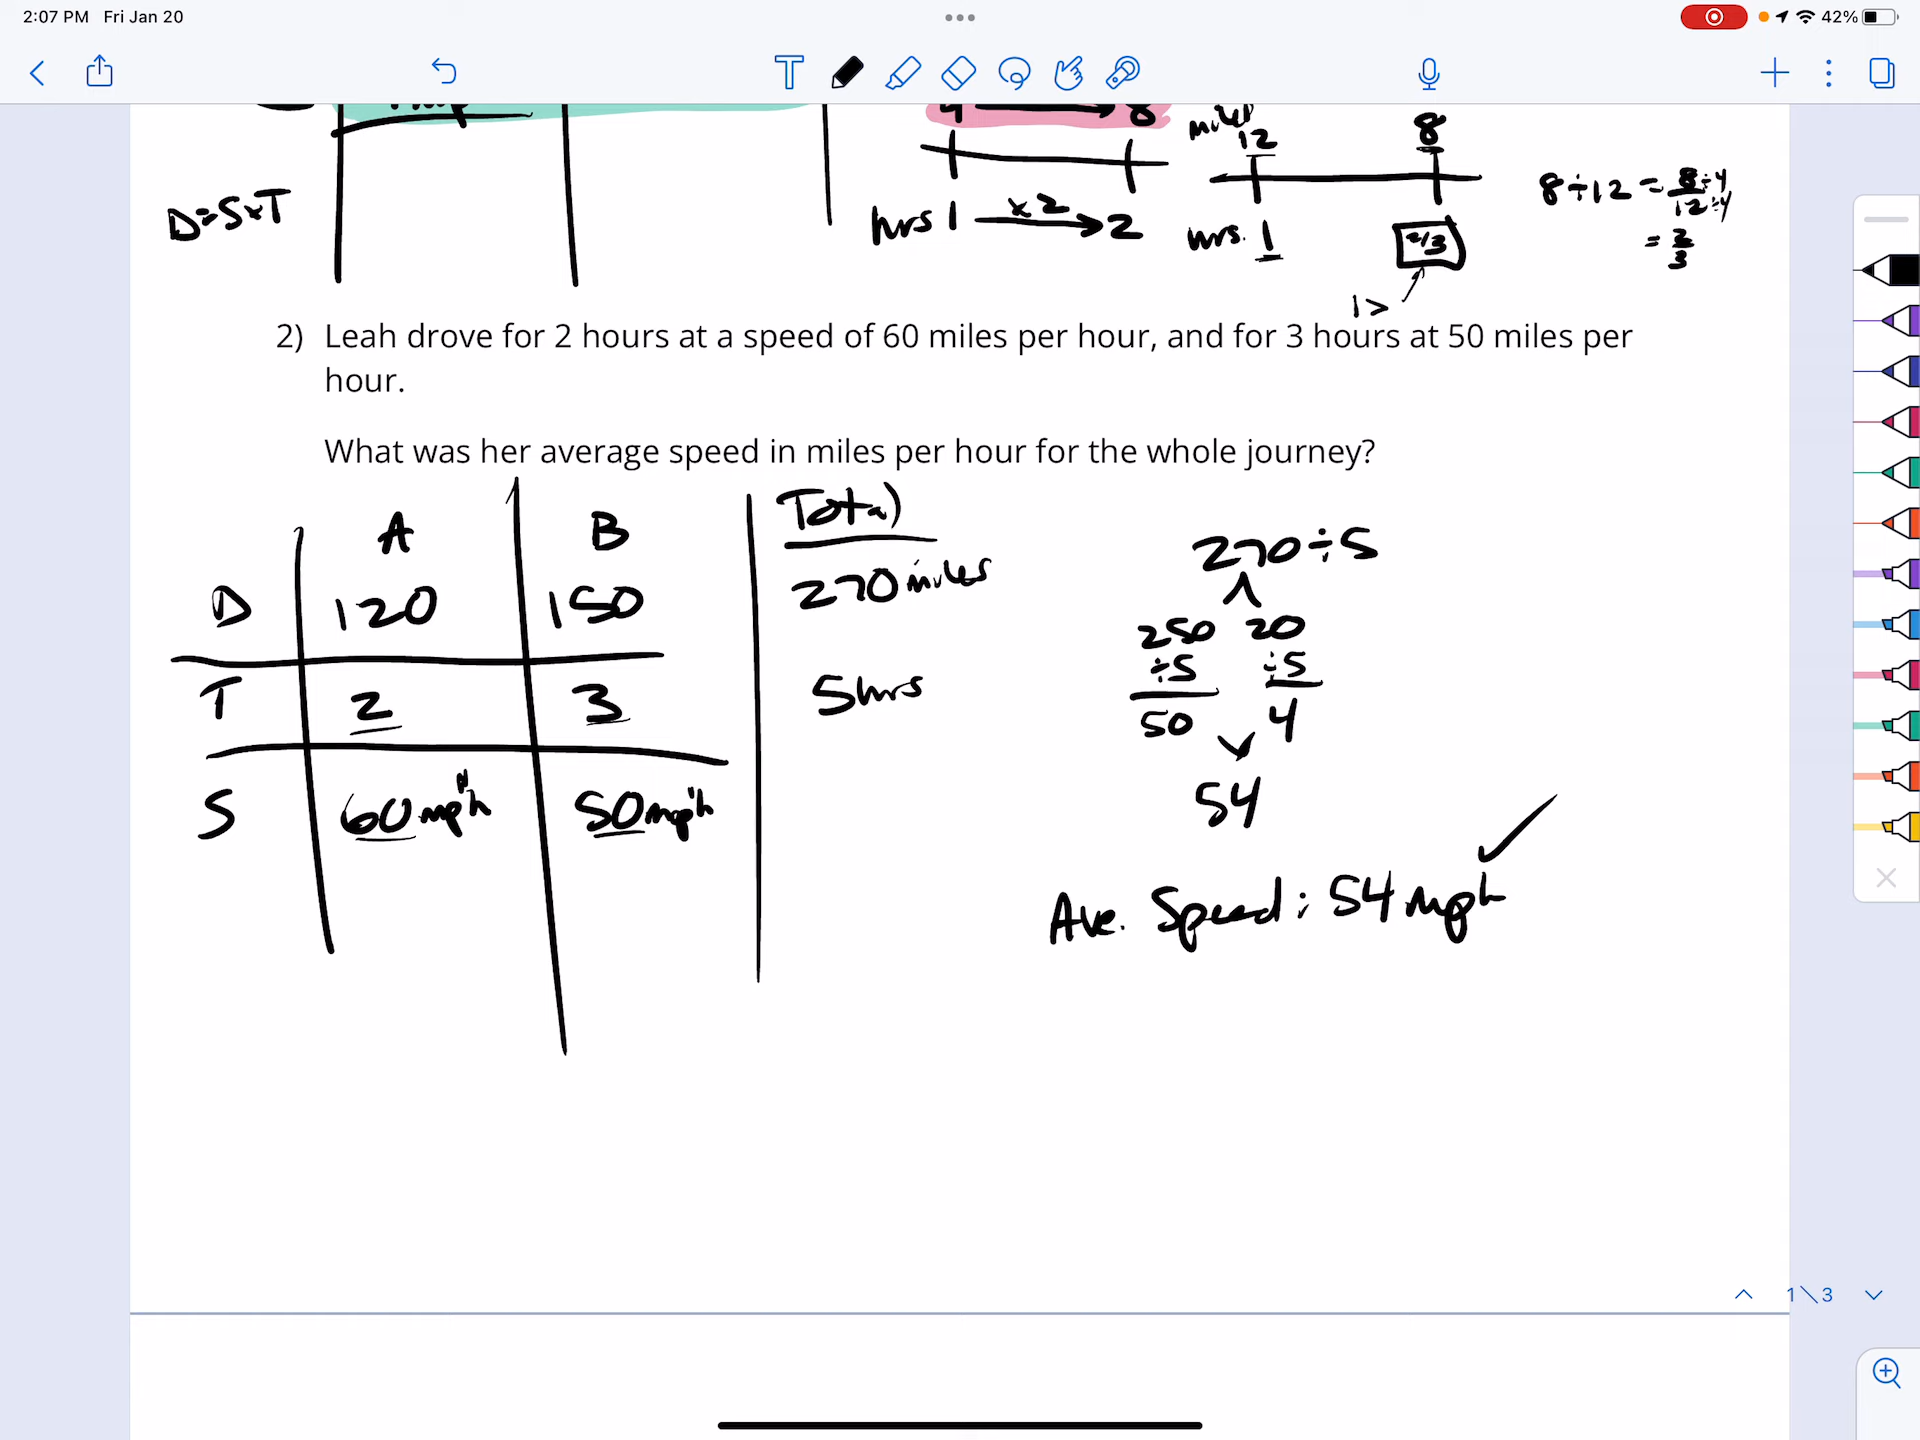 2:07 PM Fri Jan 20
42%
T
miles
12
8
8÷12 = 8÷4
12÷4
= 2
3
D=S×T
hrs 1 ×2 2
hrs. 1
2/3
1>
2) Leah drove for 2 hours at a speed of 60 miles per hour, and for 3 hours at 50 miles per
hour.
What was her average speed in miles per hour for the whole journey?
A B Total
D 120 150 270 miles
T 2 3 5hrs
S 60mph 50mph
270÷5
250 20
÷5 ÷5
50 4
54
Ave. Speed: 54 mph
1\3